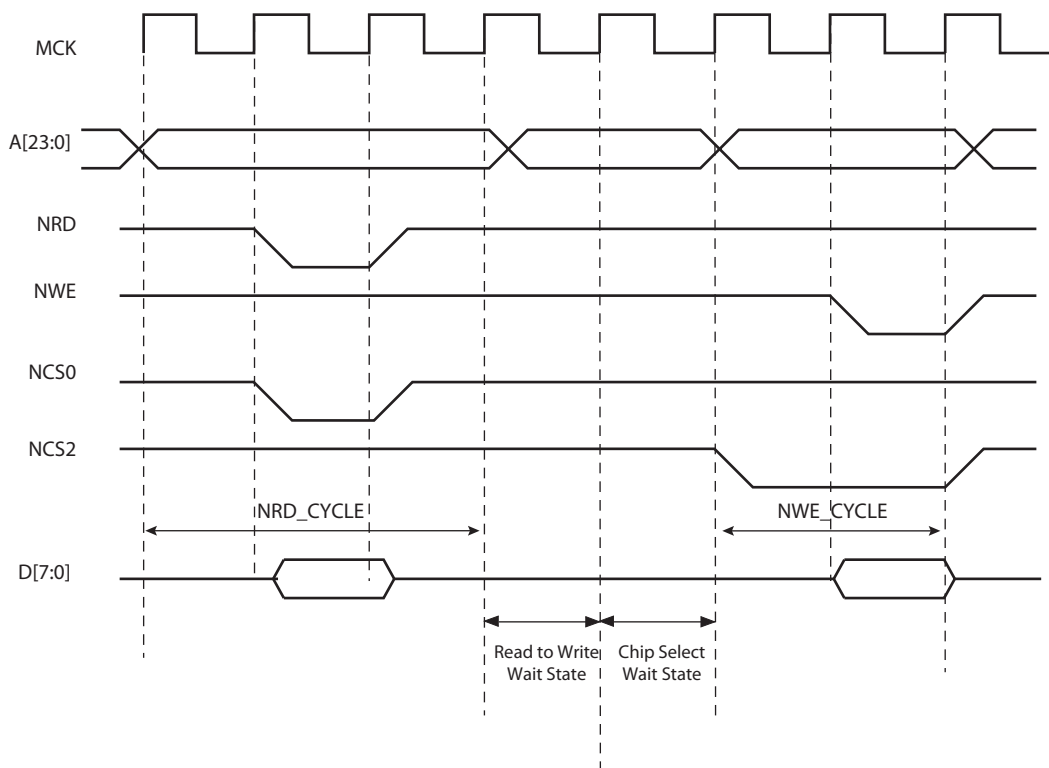 MCK
A[23:0]
NRD
NWE
NCS0
NCS2
NRD_CYCLE
NWE_CYCLE
D[7:0]
Read to Write
Wait State
Chip Select
Wait State